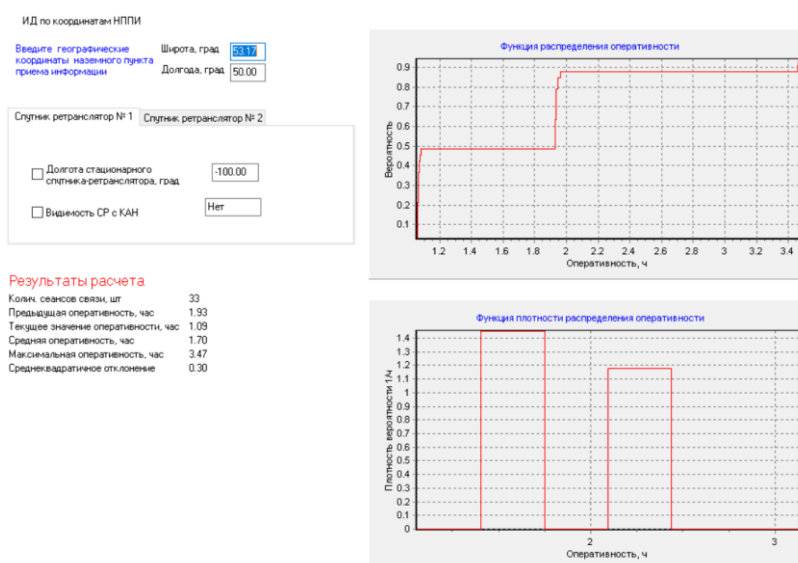 ИД по координатам НППИ
Введите географические
координаты наземного пункта
приема информации
Широта, град 53.17
Долгода, град 50.00
Спутник ретранслятор № 1
Спутник ретранслятор № 2
Долгота стационарного
спутника-ретранслятора, град
-100.00
Видимость СР с КАН
Нет
Результаты расчета
Колич. сеансов связи, шт 33
Предыдущая оперативность, час 1.93
Текущее значение оперативности, час 1.09
Средняя оперативность, час 1.70
Максимальная оперативность, час 3.47
Среднеквадратичное отклонение 0.30
Функция распределения оперативности
Вероятность
0.9
0.8
0.6
0.5
0.3
0.2
0.1
1.2 1.4 1.6 1.8 2 2.2 2.4 2.6 2.8 3 3.2 3.4
Оперативность, ч
Функция плотности распределения оперативности
Плотность вероятности 1/ч
1.4
1.3
1.2
1.1
1
0.9
0.8
0.7
0.6
0.5
0.4
0.3
0.2
0.1
0
2 3
Оперативность, ч